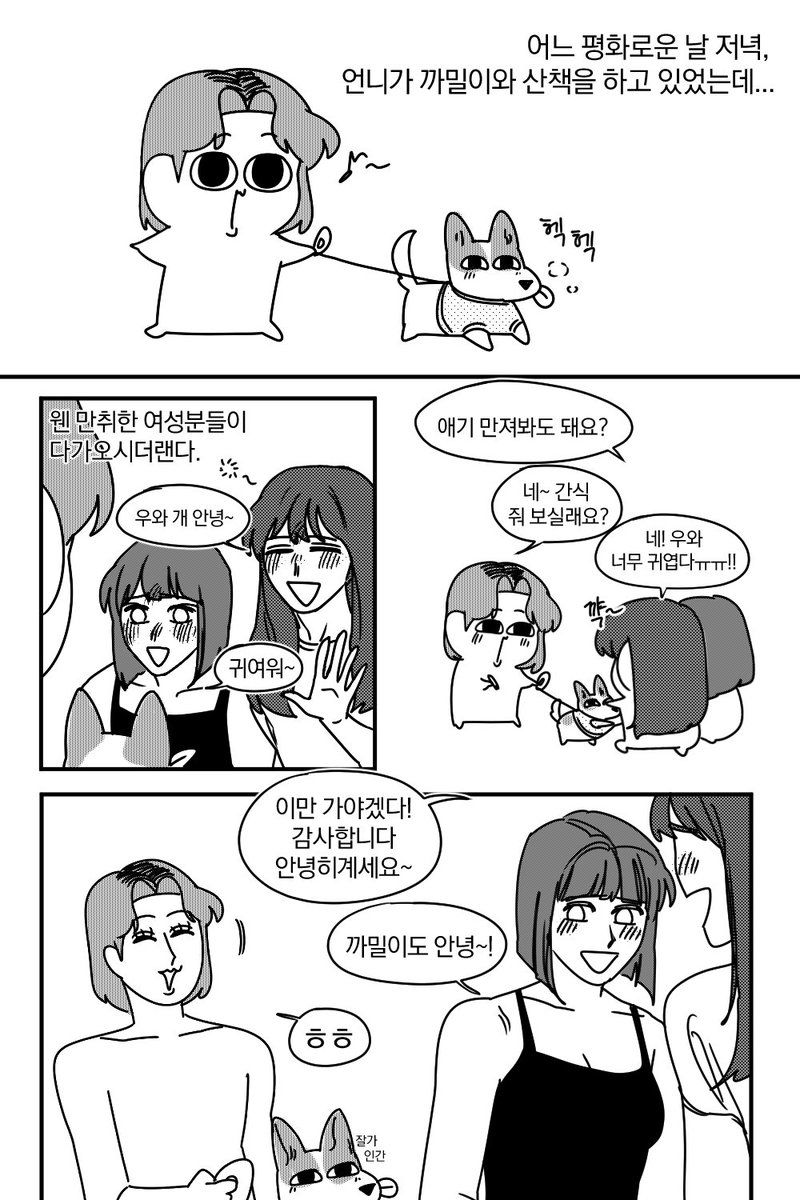 어느 평화로운 날 저녁,
언니가 까밀이와 산책을 하고 있었는데...
헥
헥
웬 만취한 여성분들이
다가오시더랜다.
우와 개 안녕~
귀여워~
애기 만져봐도 돼요?
네~ 간식
줘 보실래요?
네! 우와
너무 귀엽다ㅠㅠ!!
꺅~
이만 가야겠다!
감사합니다
안녕히계세요~
까밀이도 안녕~!
ㅎㅎ
잘가
인간